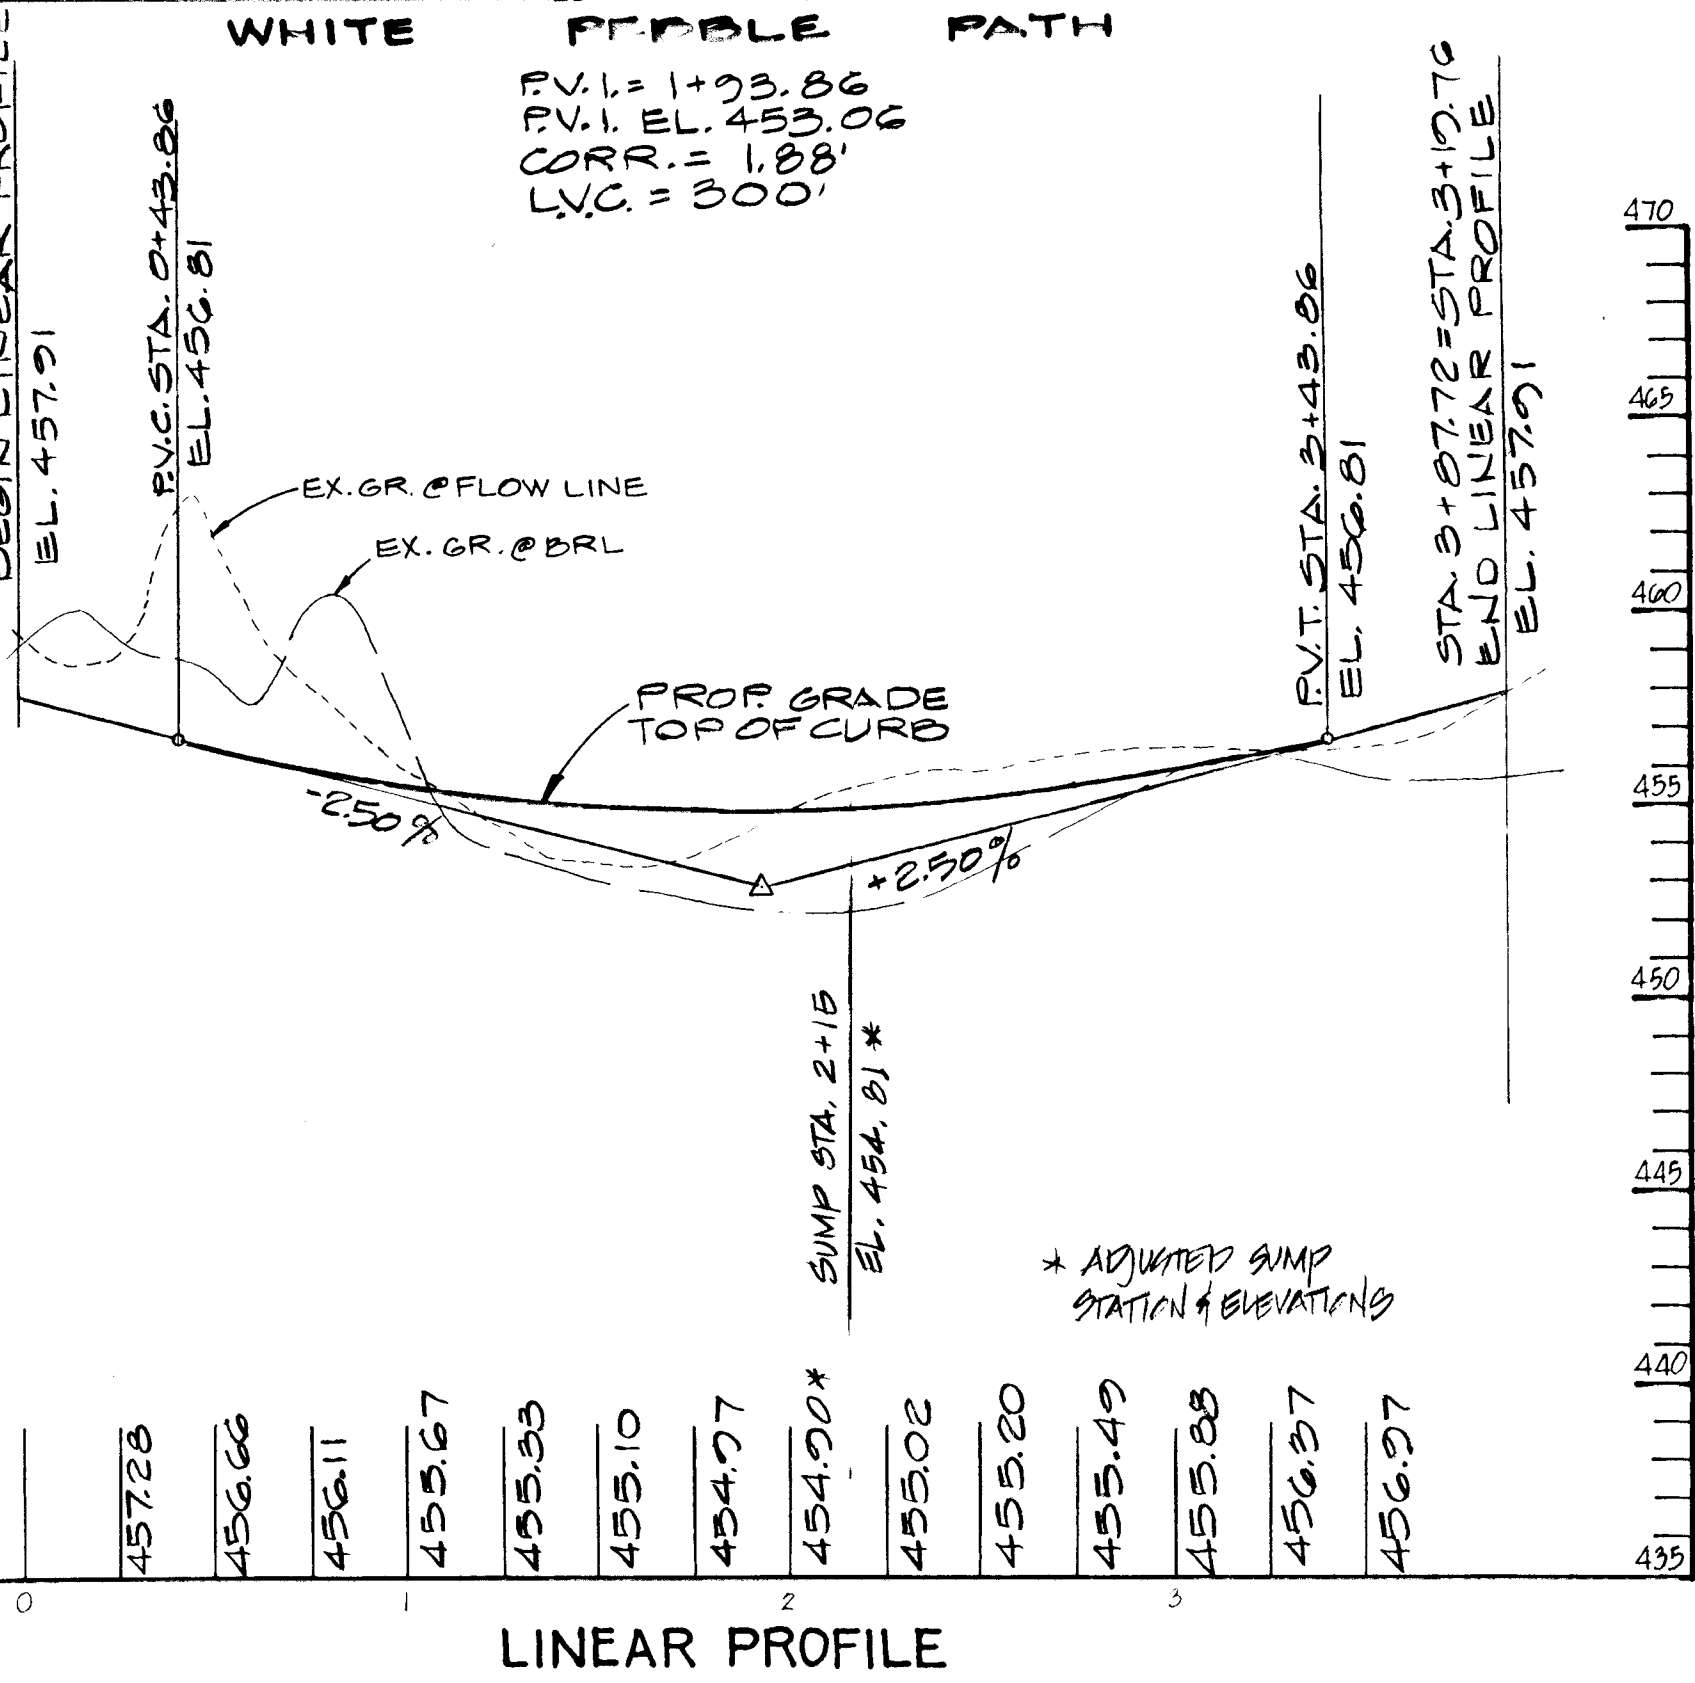 WHITE PEBBLE PATH
P.V.I. = 1+93.86
P.V.I. EL. 453.06
CORR. = 1.88'
L.V.C. = 300'
BEGIN LINEAR PROFILE
EL. 457.91
P.V.C. STA. 0+43.86
EL. 456.81
EX. GR. @ FLOW LINE
EX. GR. @ BRL
PROP. GRADE
TOP OF CURB
-2.50%
+2.50%
P.V.T. STA. 3+43.86
EL. 456.81
STA. 3+87.72=STA. 3+19.76
END LINEAR PROFILE
EL. 457.91
SUMP STA. 2+15
EL. 454.81 *
* ADJUSTED SUMP
STATION & ELEVATIONS
470
465
460
455
450
445
440
435
457.28
456.66
456.11
455.67
455.33
455.10
454.97
454.90*
455.02
455.20
455.49
455.88
456.37
456.97
0 1 2 3
LINEAR PROFILE